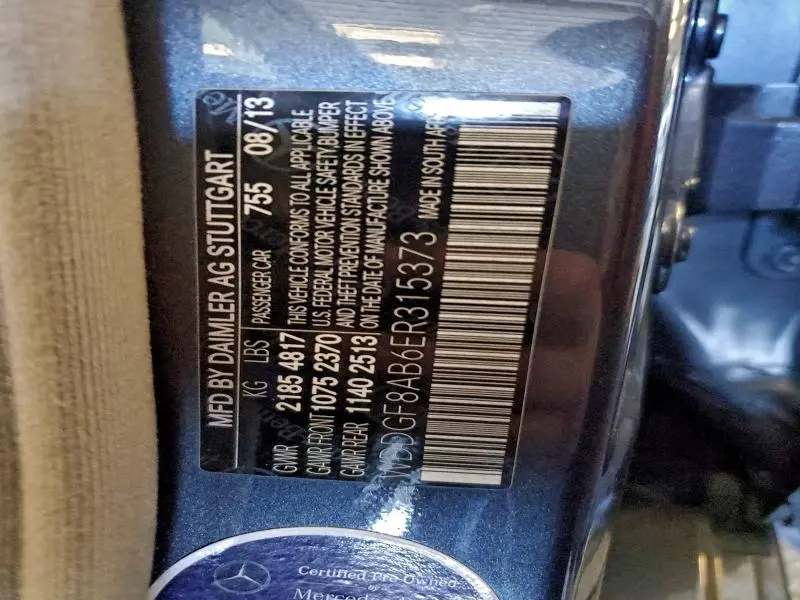 MFD BY DAIMLER AG STUTTGART
KG LBS PASSENGER CAR 755 08/13
GVWR 2185 4817 THIS VEHICLE CONFORMS TO ALL APPLICABLE
GAWR FRONT 1075 2370 U.S. FEDERAL MOTOR VEHICLE SAFETY, BUMPER
GAWR REAR 1140 2513 AND THEFT PREVENTION STANDARDS IN EFFECT
ON THE DATE OF MANUFACTURE SHOWN ABOVE
WDDGF8AB6ER315373 MADE IN SOUTH
Certified Pre Owned